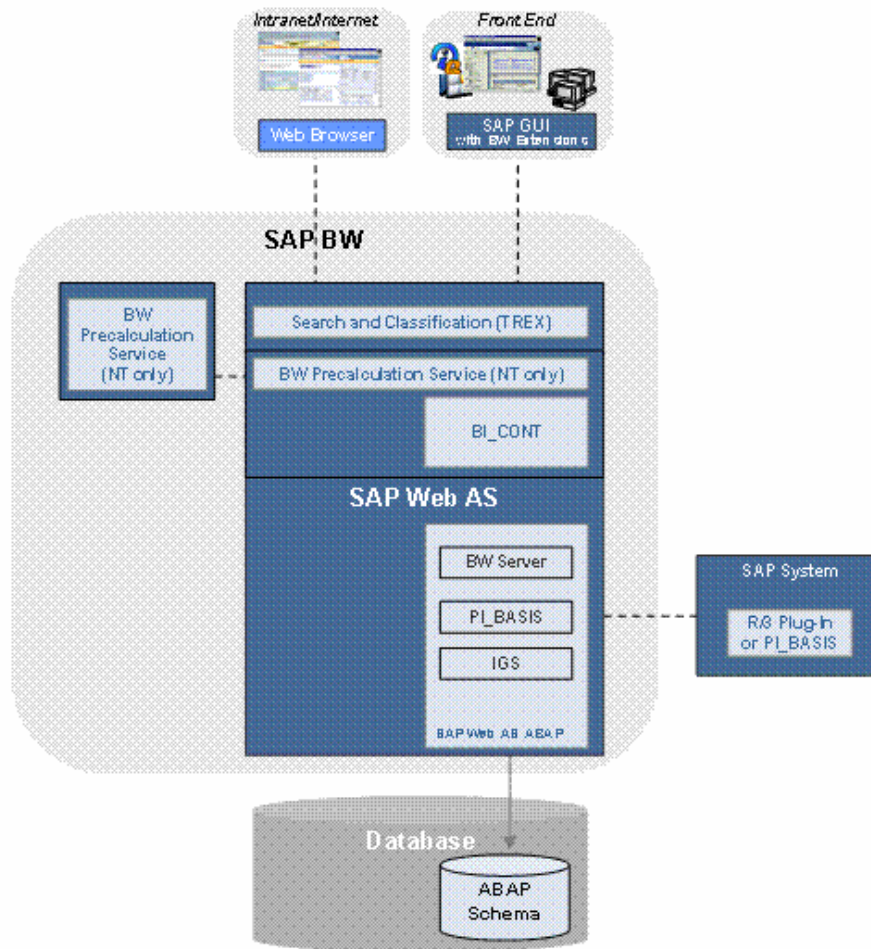 Intranet/Internet
Web Browser
Front End
SAP GUI
with BW Extensions
SAP BW
BW
Precalculation
Service
(NT only)
Search and Classification (TREX)
BW Precalculation Service (NT only)
BI_CONT
SAP Web AS
BW Server
PI_BASIS
IGS
SAP Web AS ABAP
SAP System
R/3 Plug-In
or PI_BASIS
Database
ABAP
Schema